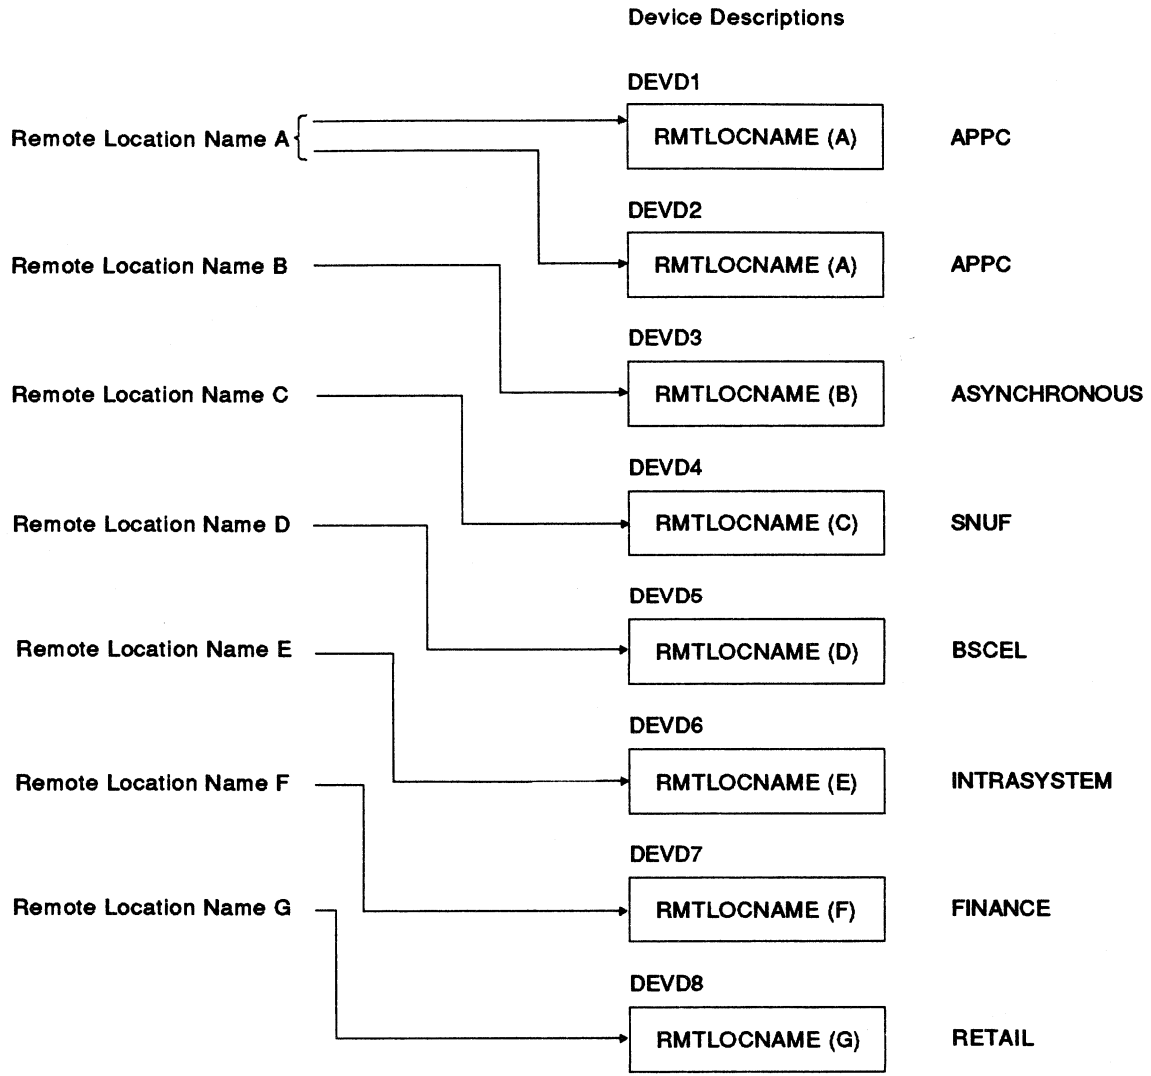 Device Descriptions
DEVD1
Remote Location Name A
RMTLOCNAME (A)
APPC
DEVD2
Remote Location Name B
RMTLOCNAME (A)
APPC
DEVD3
Remote Location Name C
RMTLOCNAME (B)
ASYNCHRONOUS
DEVD4
Remote Location Name D
RMTLOCNAME (C)
SNUF
DEVD5
Remote Location Name E
RMTLOCNAME (D)
BSCEL
DEVD6
Remote Location Name F
RMTLOCNAME (E)
INTRASYSTEM
DEVD7
Remote Location Name G
RMTLOCNAME (F)
FINANCE
DEVD8
RMTLOCNAME (G)
RETAIL